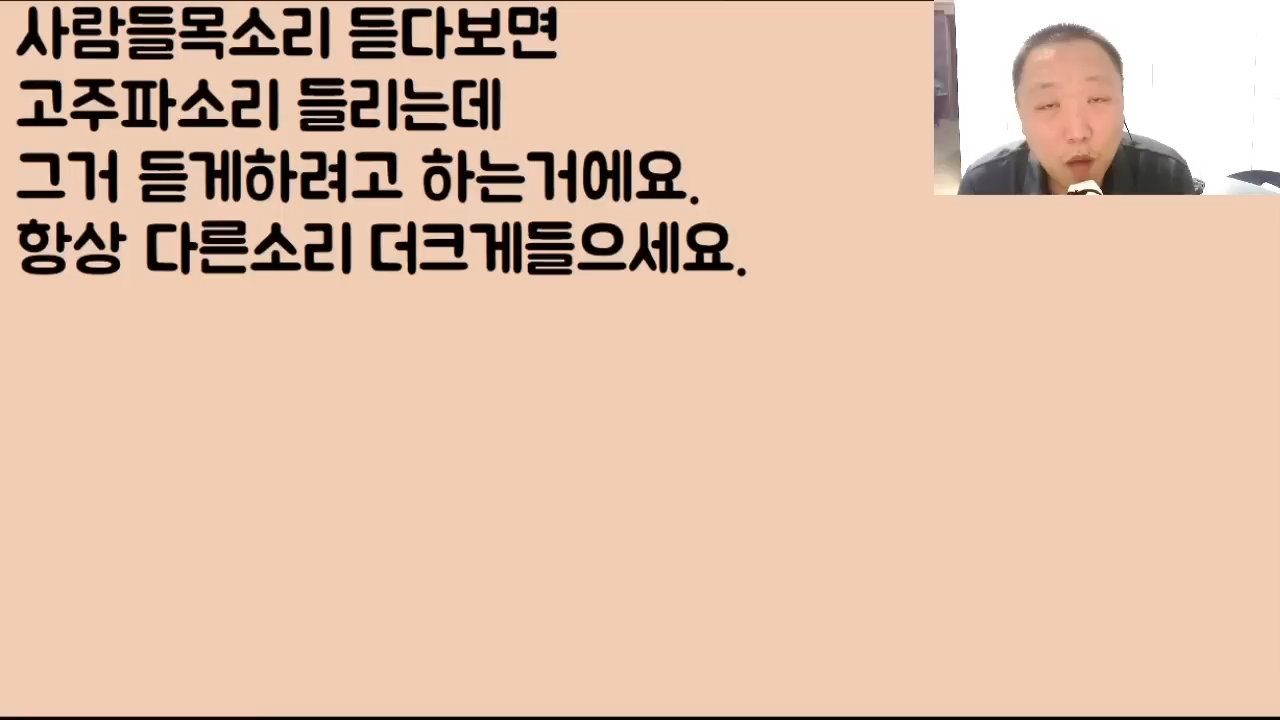 사람들목소리 듣다보면
고주파소리 들리는데
그거 듣게하려고 하는거에요.
항상 다른소리 더크게들으세요.